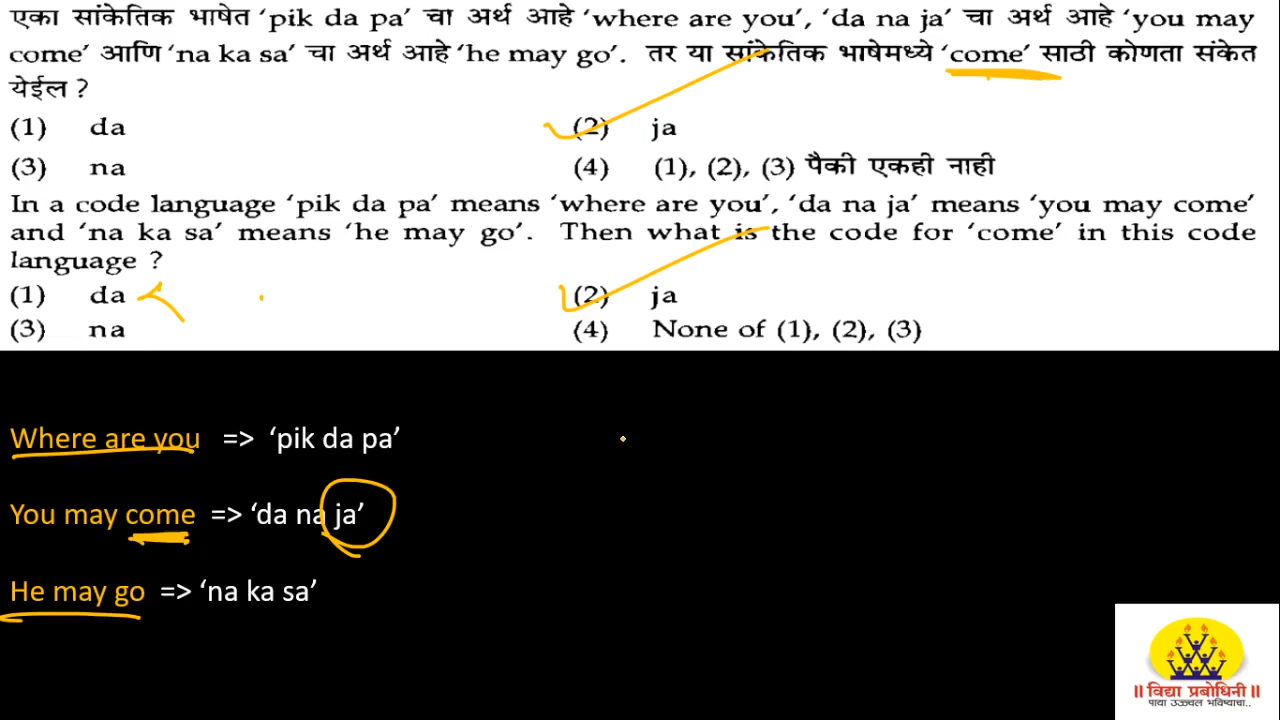 एका सांकेतिक भाषेत ‘pik da pa’ चा अर्थ आहे ‘where are you’, ‘da na ja’ चा अर्थ आहे ‘you may
come’ आणि ‘na ka sa’ चा अर्थ आहे ‘he may go’. तर या सांकेतिक भाषेमध्ये ‘come’ साठी कोणता संकेत
येईल ?
(1) da (2) ja
(3) na (4) (1), (2), (3) पैकी एकही नाही
In a code language ‘pik da pa’ means ‘where are you’, ‘da na ja’ means ‘you may come’
and ‘na ka sa’ means ‘he may go’. Then what is the code for ‘come’ in this code
language ?
(1) da (2) ja
(3) na (4) None of (1), (2), (3)
Where are you => ‘pik da pa’
You may come => ‘da na ja’
He may go => ‘na ka sa’
॥ विद्या प्रबोधिनी ॥
पाया उज्वल भविष्याचा..